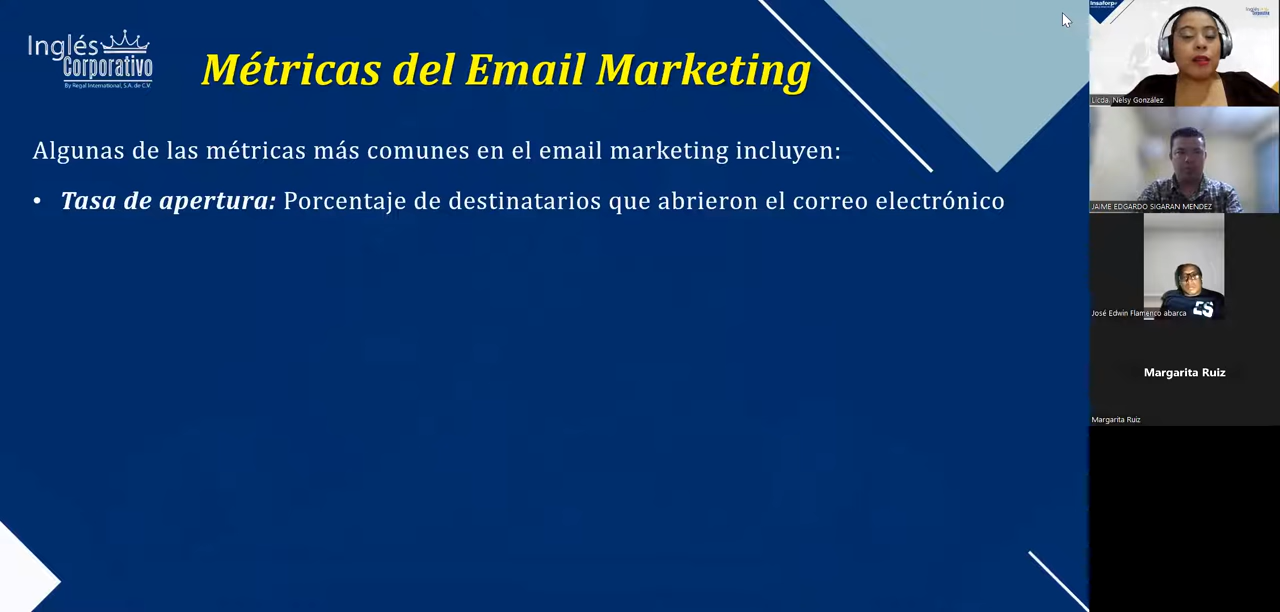 Inglés
Corporativo
By Regal International, S.A. de C.V.
Métricas del Email Marketing
Algunas de las métricas más comunes en el email marketing incluyen:
• Tasa de apertura: Porcentaje de destinatarios que abrieron el correo electrónico
Insaforp
Licda. Nelsy González
JAIME EDGARDO SIGARAN MENDEZ
ES
José Edwin Flamenco abarca
Margarita Ruiz
Margarita Ruiz